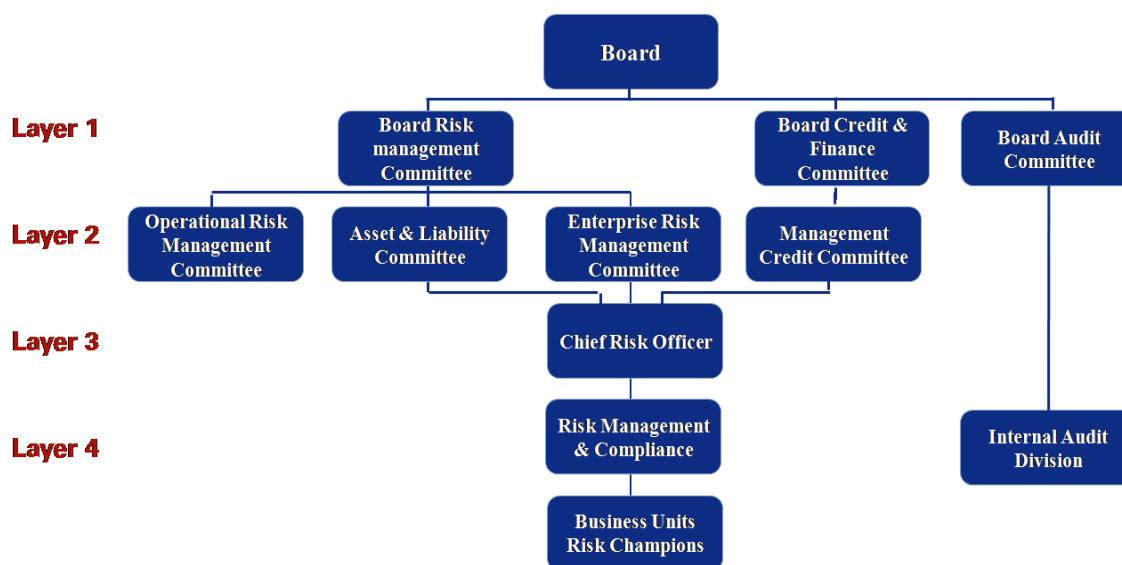 Board
Layer 1
Board Risk
management
Committee
Board Credit &
Finance
Committee
Board Audit
Committee
Layer 2
Operational Risk
Management
Committee
Asset & Liability
Committee
Enterprise Risk
Management
Committee
Management
Credit Committee
Layer 3
Chief Risk Officer
Layer 4
Risk Management
& Compliance
Internal Audit
Division
Business Units
Risk Champions